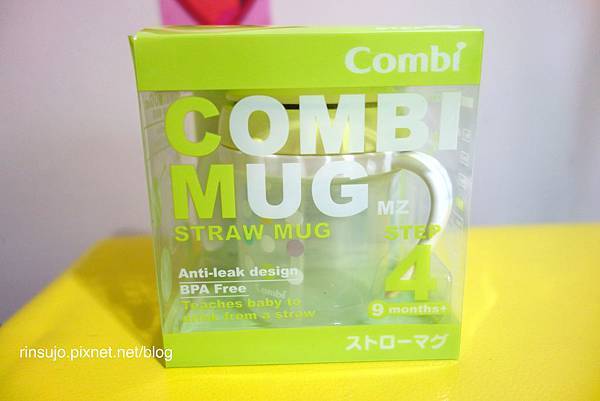 Combi
COMBI
MUG MZ
STRAW MUG
STEP
4
Anti-leak design
BPA Free
Teaches baby to
drink from a straw
9 months+
Combi
ストローマグ
rinsujo.pixnet.net/blog